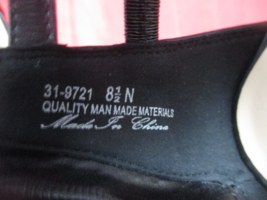 31-9721 8½ N
QUALITY MAN MADE MATERIALS
Made In China